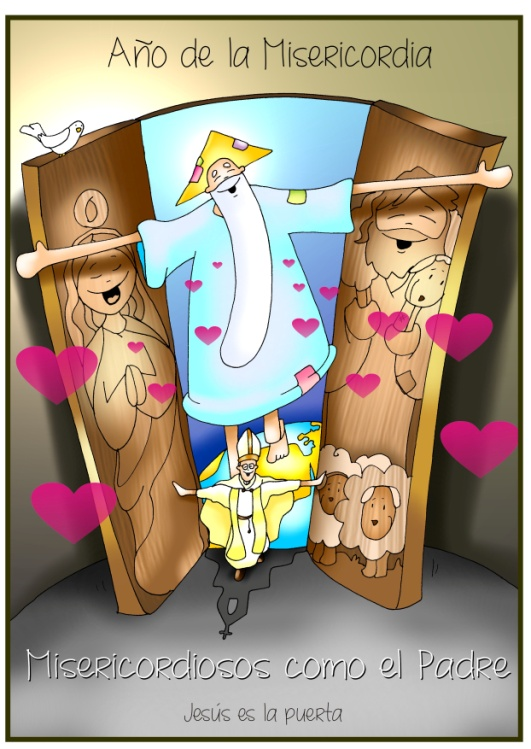 Año de la Misericordia
Misericordiosos como el Padre
Jesús es la puerta